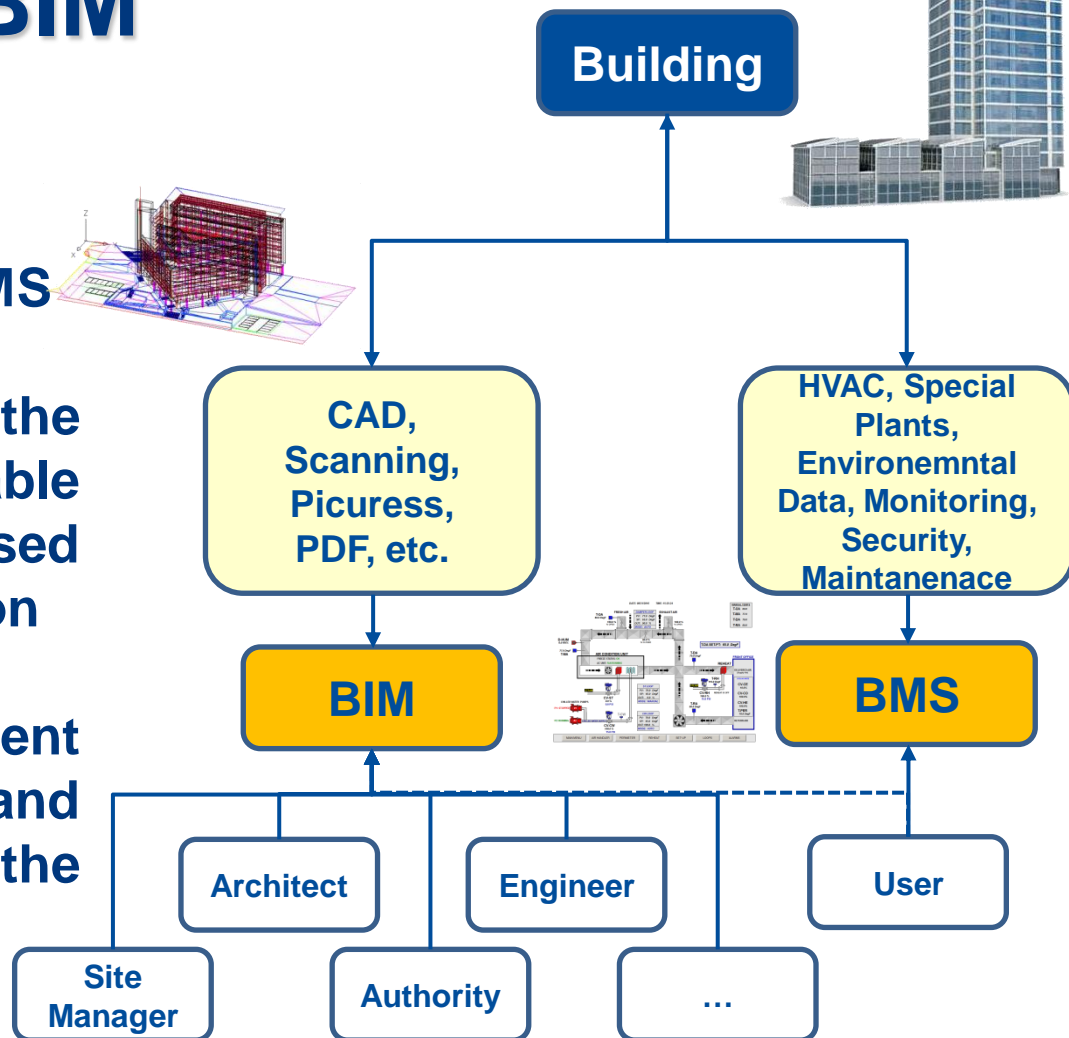 BIM
Building
MS
the
able
sed
on
ent
and
the
CAD,
Scanning,
Picuress,
PDF, etc.
HVAC, Special
Plants,
Environemntal
Data, Monitoring,
Security,
Maintanenace
BIM
BMS
Architect
Engineer
User
Site
Manager
Authority
...
Z
X